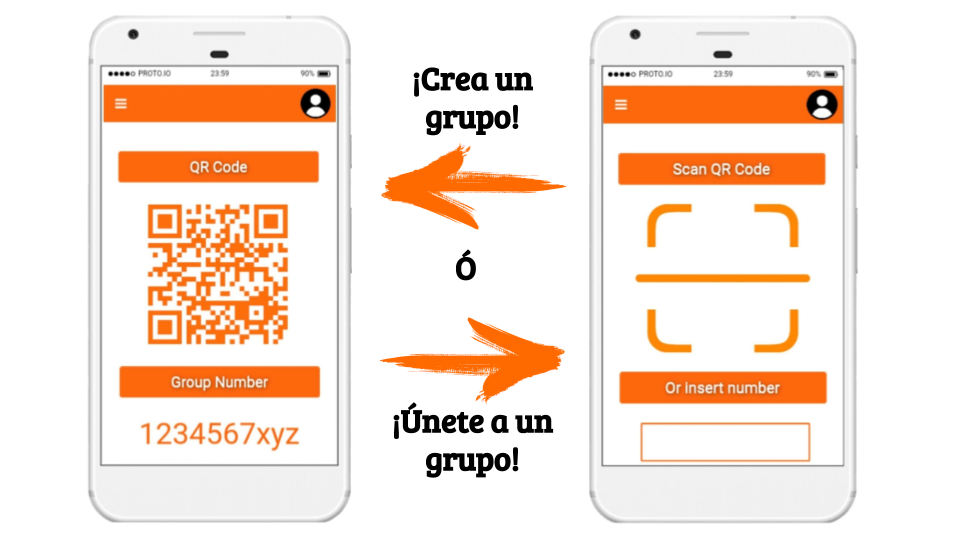 PROTO.IO 23:59 90%
QR Code
Group Number
1234567xyz
¡Crea un
grupo!
Ó
¡Únete a un
grupo!
PROTO.IO 23:59 90%
Scan QR Code
Or insert number